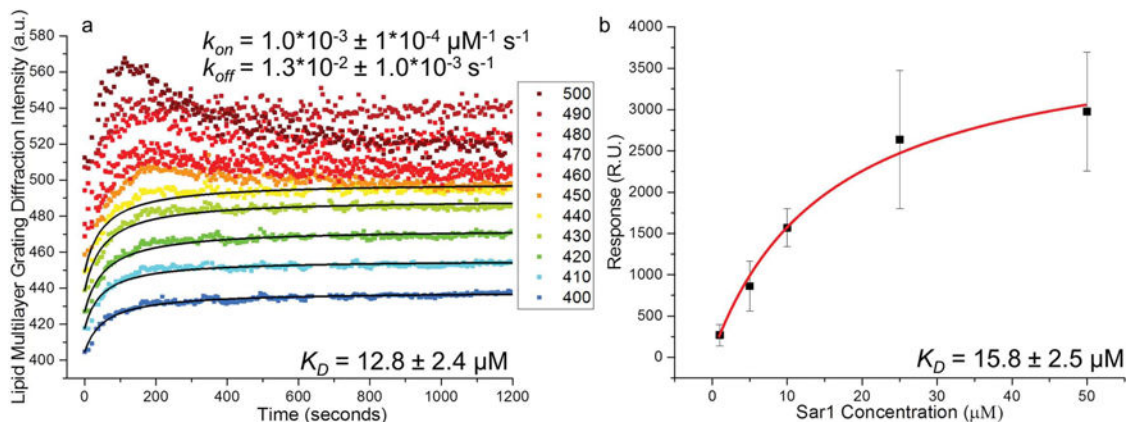 a
k_on = 1.0*10^-3 ± 1*10^-4 μM^-1 s^-1
k_off = 1.3*10^-2 ± 1.0*10^-3 s^-1
Lipid Multilayer Grating Diffraction Intensity (a.u.)
580
560
540
520
500
480
460
440
420
400
500
490
480
470
460
450
440
430
420
410
400
K_D = 12.8 ± 2.4 μM
0 200 400 600 800 1000 1200
Time (seconds)
b
Response (R.U.)
4000
3500
3000
2500
2000
1500
1000
500
0
K_D = 15.8 ± 2.5 μM
0 10 20 30 40 50
Sar1 Concentration (μM)